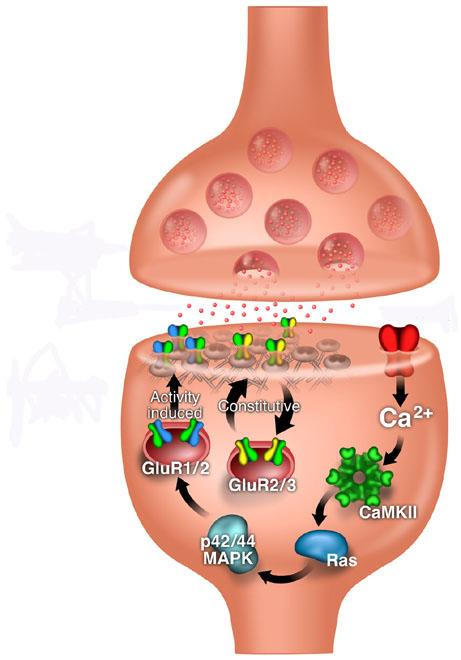 Activity
induced
Constitutive
Ca2+
GluR1/2
GluR2/3
CaMKII
p42/44
MAPK
Ras